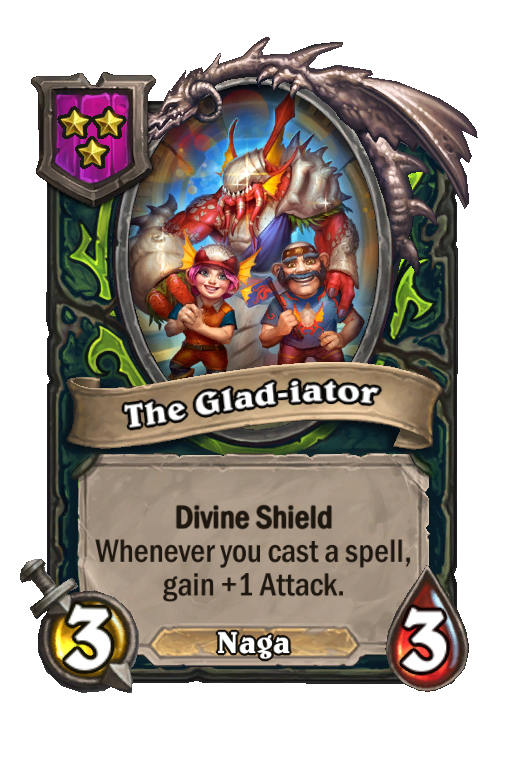 The Glad-iator
Divine Shield
Whenever you cast a spell,
gain +1 Attack.
3
Naga
3